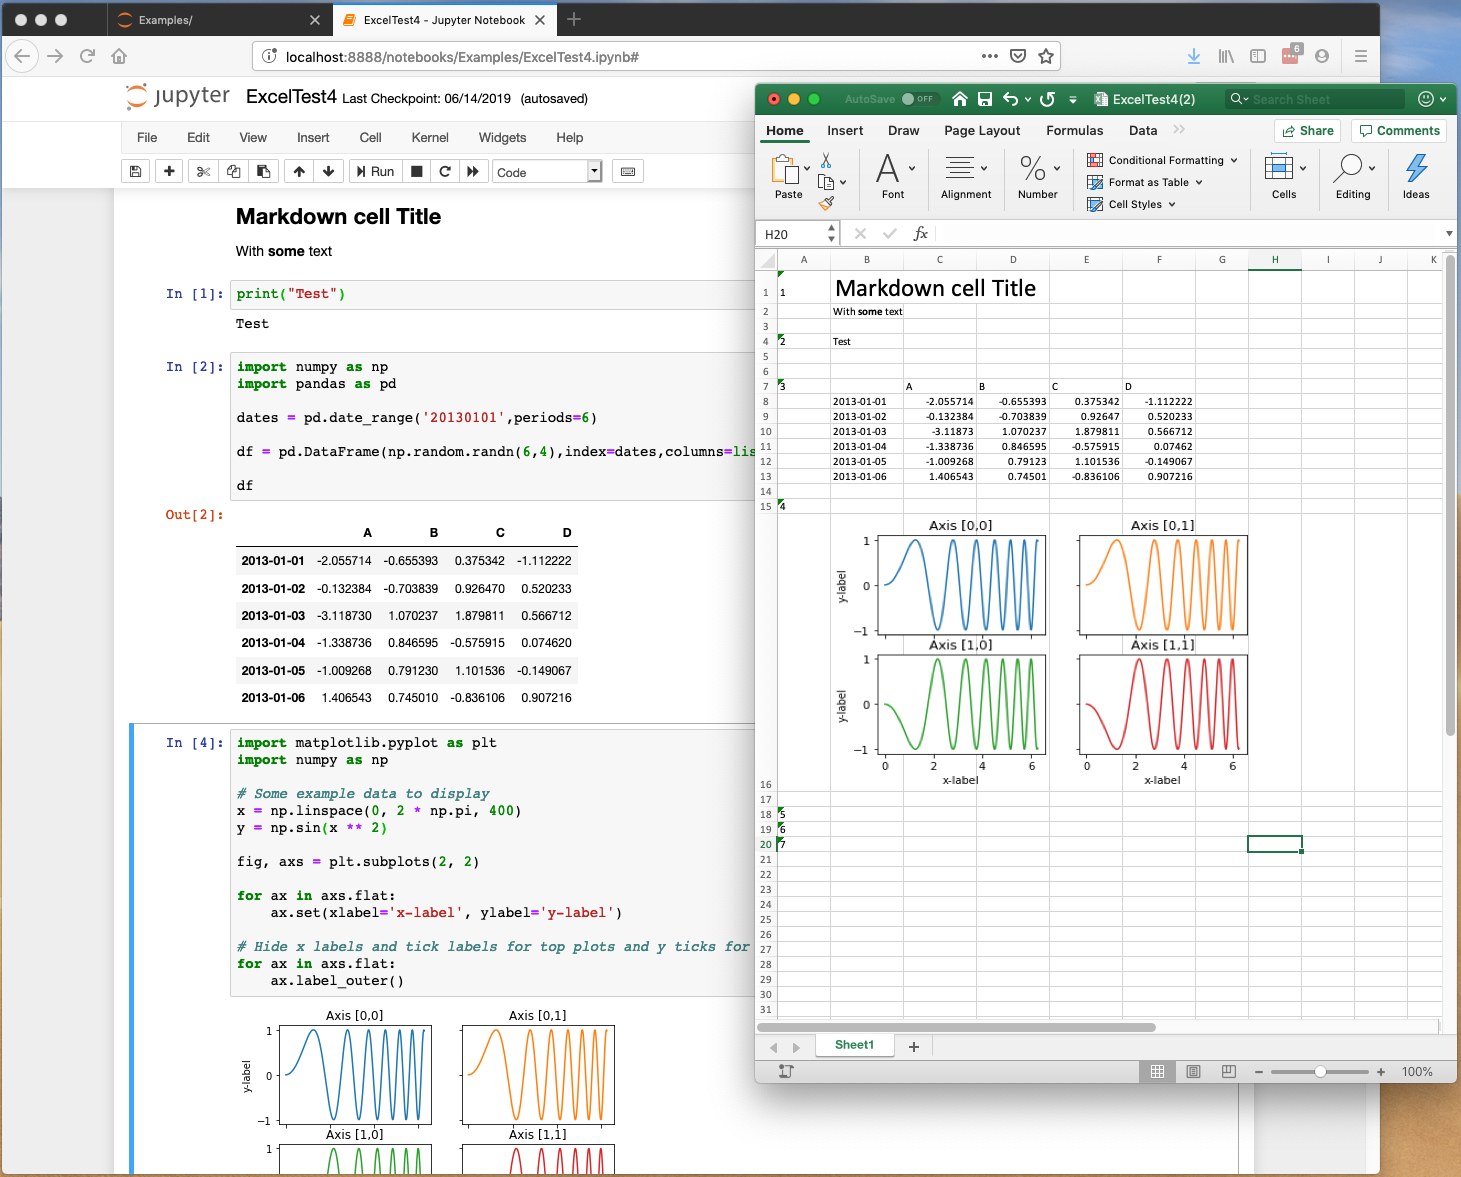 Examples/
ExcelTest4 - Jupyter Notebook
localhost:8888/notebooks/Examples/ExcelTest4.ipynb#
6
jupyter ExcelTest4 Last Checkpoint: 06/14/2019 (autosaved)
File Edit View Insert Cell Kernel Widgets Help
Run
Code
Markdown cell Title
With some text
In [1]: print("Test")
Test
In [2]: import numpy as np
import pandas as pd
dates = pd.date_range('20130101',periods=6)
df = pd.DataFrame(np.random.randn(6,4),index=dates,columns=lis
df
Out[2]:
A B C D
2013-01-01 -2.055714 -0.655393 0.375342 -1.112222
2013-01-02 -0.132384 -0.703839 0.926470 0.520233
2013-01-03 -3.118730 1.070237 1.879811 0.566712
2013-01-04 -1.338736 0.846595 -0.575915 0.074620
2013-01-05 -1.009268 0.791230 1.101536 -0.149067
2013-01-06 1.406543 0.745010 -0.836106 0.907216
In [4]: import matplotlib.pyplot as plt
import numpy as np
# Some example data to display
x = np.linspace(0, 2 * np.pi, 400)
y = np.sin(x ** 2)
fig, axs = plt.subplots(2, 2)
for ax in axs.flat:
ax.set(xlabel='x-label', ylabel='y-label')
# Hide x labels and tick labels for top plots and y ticks for
for ax in axs.flat:
ax.label_outer()
Axis [0,0] Axis [0,1]
1
0
−1
y-label
Axis [1,0] Axis [1,1]
1
AutoSave OFF ExcelTest4(2) Search Sheet
Home Insert Draw Page Layout Formulas Data Share Comments
Paste Font Alignment Number
Conditional Formatting
Format as Table
Cell Styles
Cells Editing Ideas
H20 fx
A B C D E F G H I J K
1 1 Markdown cell Title
2 With some text
3
4 2 Test
5
6
7 3 A B C D
8 2013-01-01 -2.055714 -0.655393 0.375342 -1.112222
9 2013-01-02 -0.132384 -0.703839 0.92647 0.520233
10 2013-01-03 -3.11873 1.070237 1.879811 0.566712
11 2013-01-04 -1.338736 0.846595 -0.575915 0.07462
12 2013-01-05 -1.009268 0.79123 1.101536 -0.149067
13 2013-01-06 1.406543 0.74501 -0.836106 0.907216
14
15 4
Axis [0,0] Axis [0,1]
1
0
−1
y-label
Axis [1,0] Axis [1,1]
1
0
−1
y-label
0 2 4 6 0 2 4 6
x-label x-label
16
17
18 5
19 6
20 7
21
22
23
24
25
26
27
28
29
30
31
Sheet1
100%